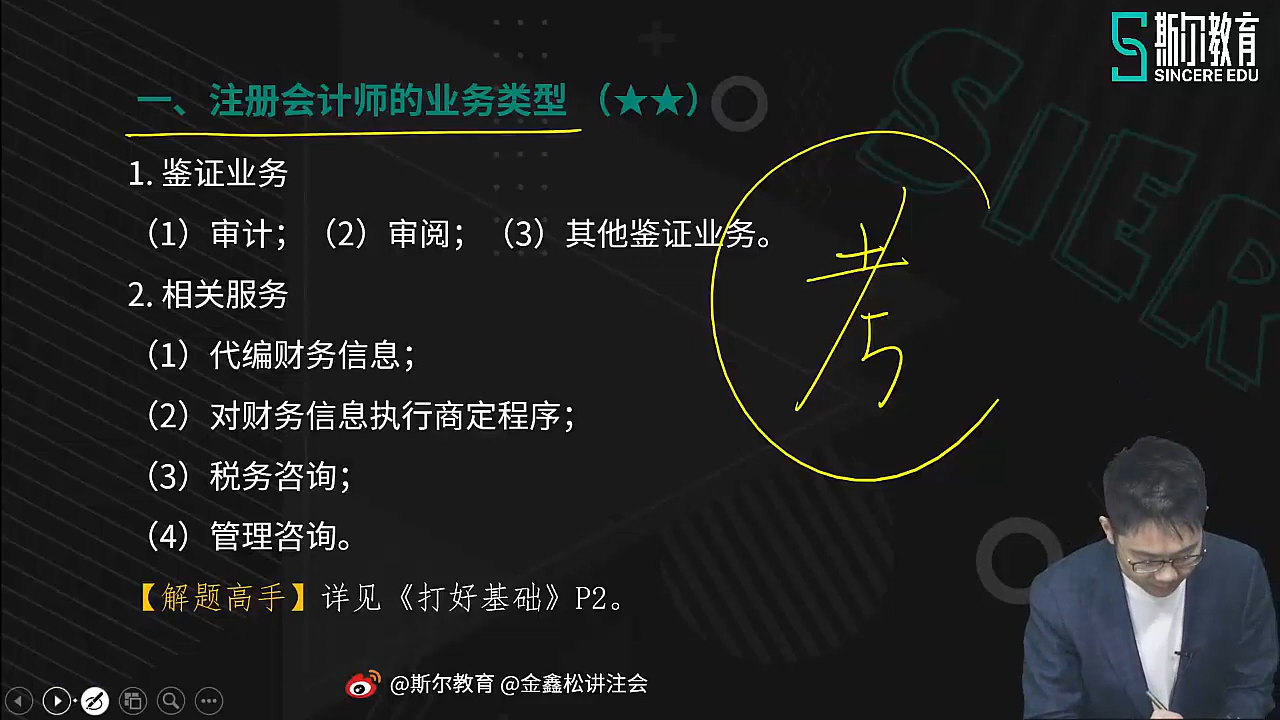 斯尔教育
SINCERE EDU
一、注册会计师的业务类型（★★）
1. 鉴证业务
（1）审计；（2）审阅；（3）其他鉴证业务。
考
2. 相关服务
（1）代编财务信息；
（2）对财务信息执行商定程序；
（3）税务咨询；
（4）管理咨询。
【解题高手】详见《打好基础》P2。
@斯尔教育 @金鑫松讲注会
SIER